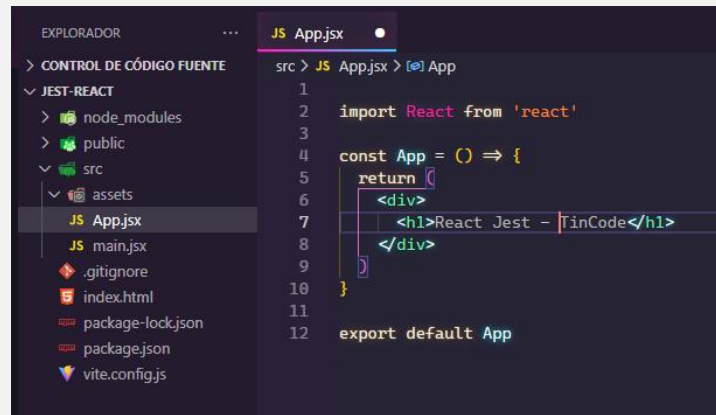 EXPLORADOR ···
> CONTROL DE CÓDIGO FUENTE
JEST-REACT
> node_modules
> public
src
assets
JS App.jsx
JS main.jsx
.gitignore
index.html
package-lock.json
package.json
vite.config.js
JS App.jsx ●
src > JS App.jsx > App
1
2 import React from 'react'
3
4 const App = () => {
5 return (
6 <div>
7 <h1>React Jest - TinCode</h1>
8 </div>
9 )
10 }
11
12 export default App